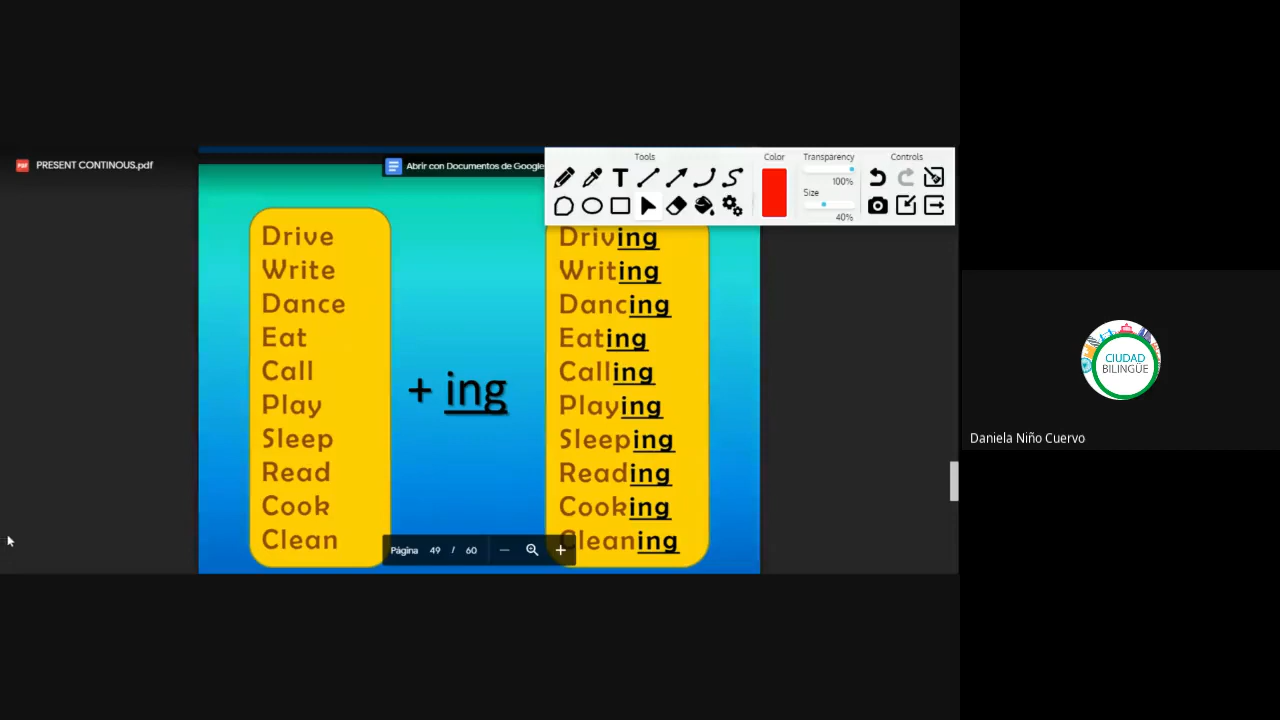 PRESENT CONTINOUS.pdf
Abrir con Documentos de Google
Tools
Color
Transparency
100%
Size
40%
Controls
Drive
Write
Dance
Eat
Call
Play
Sleep
Read
Cook
Clean
+ ing
Driving
Writing
Dancing
Eating
Calling
Playing
Sleeping
Reading
Cooking
Cleaning
Página 49 / 60
CIUDAD
BILINGÜE
Daniela Niño Cuervo